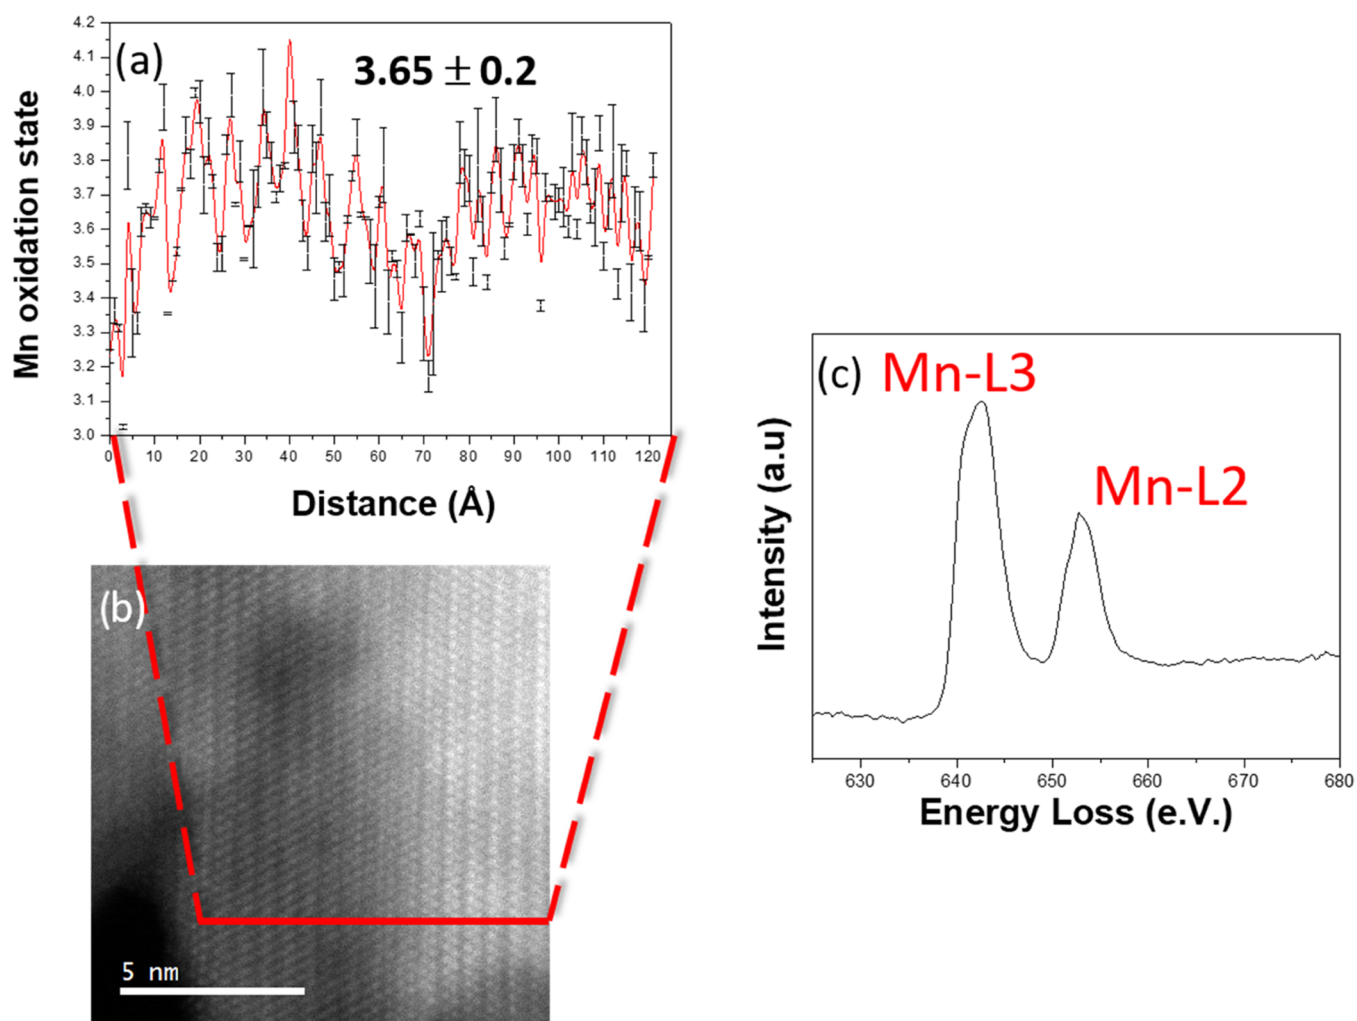 (a)
3.65 ± 0.2
Mn oxidation state
4.2
4.1
4.0
3.9
3.8
3.7
3.6
3.5
3.4
3.3
3.2
3.1
3.0
0 10 20 30 40 50 60 70 80 90 100 110 120
Distance (Å)
(b)
5 nm
(c)
Mn-L3
Mn-L2
Intensity (a.u)
630 640 650 660 670 680
Energy Loss (e.V.)